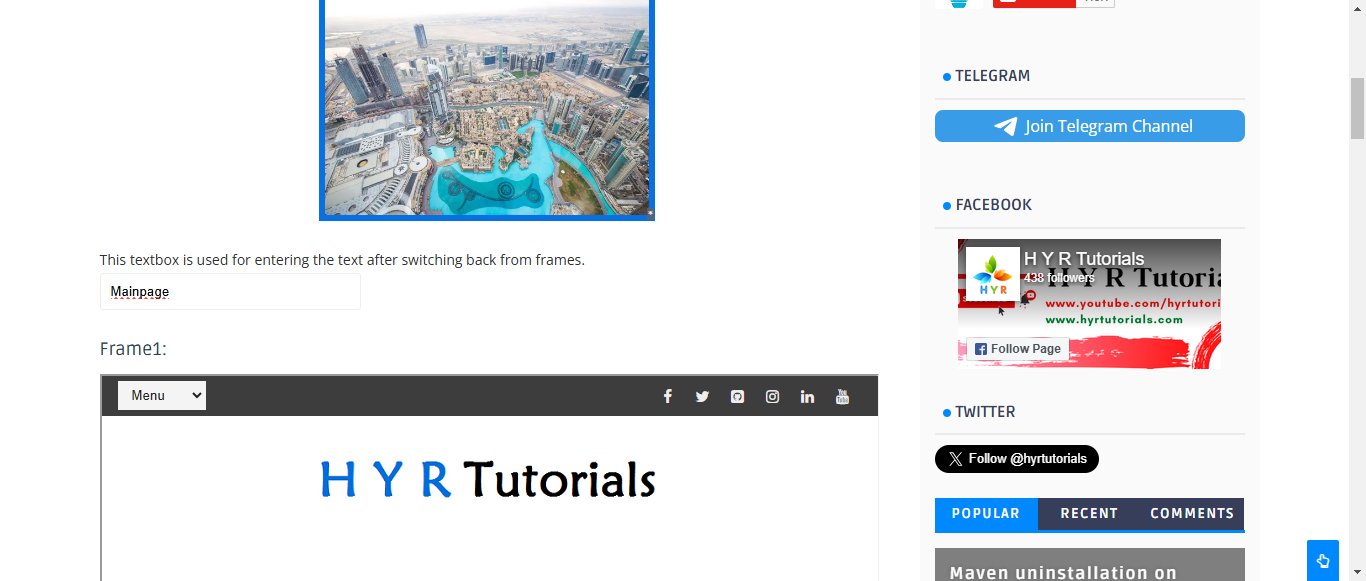 This textbox is used for entering the text after switching back from frames.
Mainpage
Frame1:
Menu
H Y R Tutorials
TELEGRAM
Join Telegram Channel
FACEBOOK
H Y R Tutorials
438 followers
H Y R Tutoria
www.youtube.com/hyrtutori
www.hyrtutorials.com
HYR
Follow Page
TWITTER
Follow @hyrtutorials
POPULAR RECENT COMMENTS
Maven uninstallation on